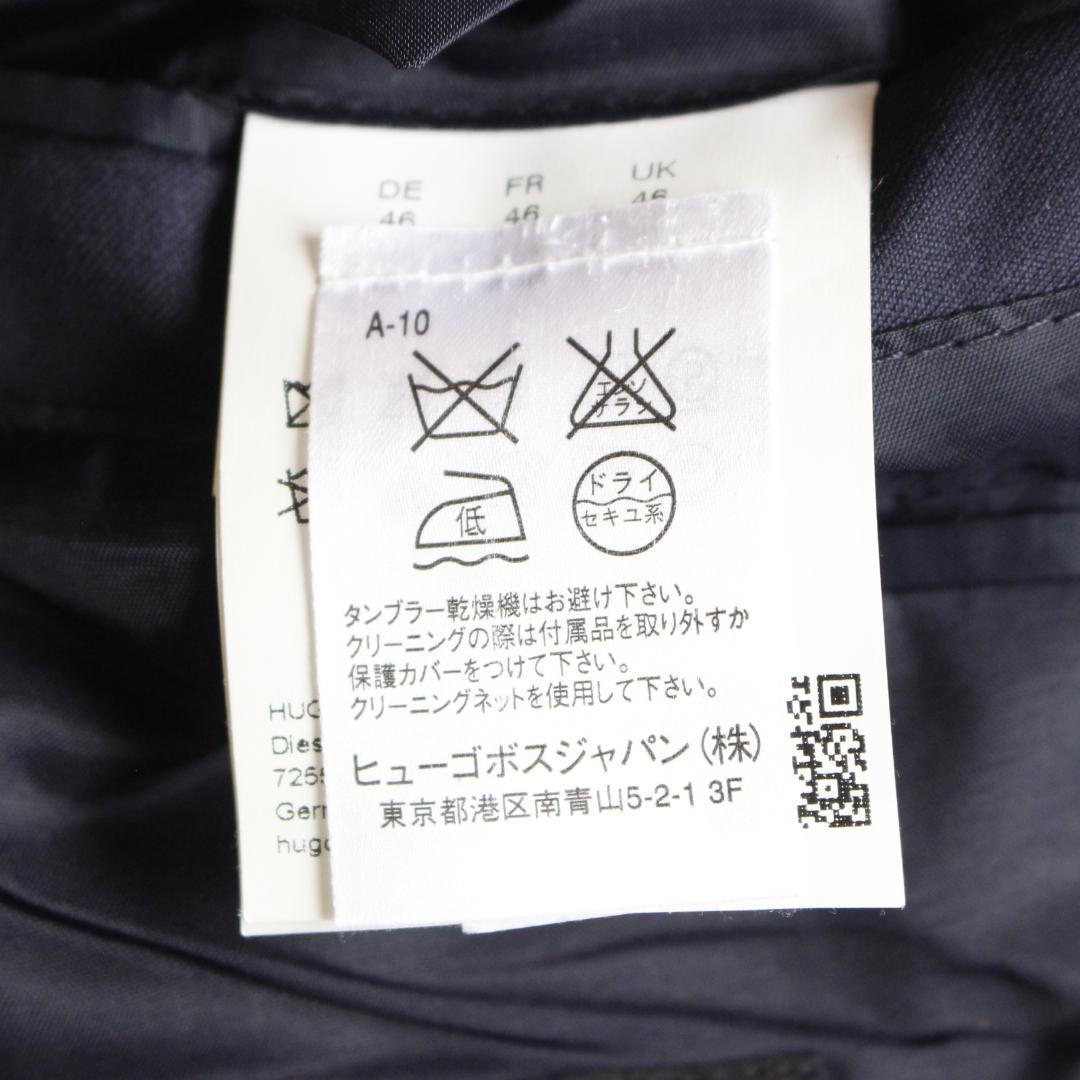 DE FR UK
46 46 46
A-10
エンソ
サラシ
低
ドライ
セキユ系
タンブラー乾燥機はお避け下さい。
クリーニングの際は付属品を取り外すか
保護カバーをつけて下さい。
クリーニングネットを使用して下さい。
ヒューゴボスジャパン(株)
東京都港区南青山5-2-1 3F